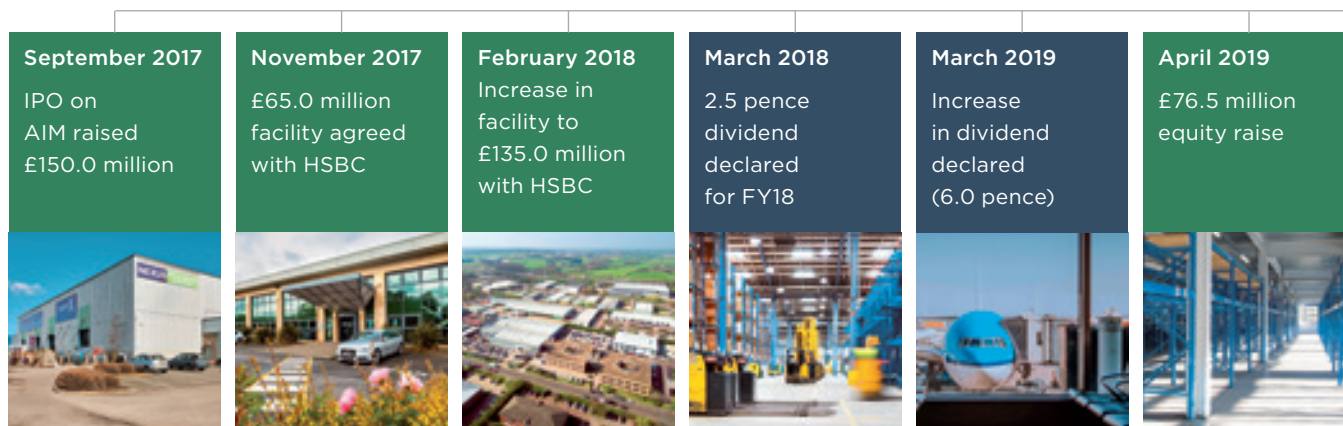 September 2017
IPO on
AIM raised
£150.0 million
November 2017
£65.0 million
facility agreed
with HSBC
February 2018
Increase in
facility to
£135.0 million
with HSBC
March 2018
2.5 pence
dividend
declared
for FY18
March 2019
Increase
in dividend
declared
(6.0 pence)
April 2019
£76.5 million
equity raise